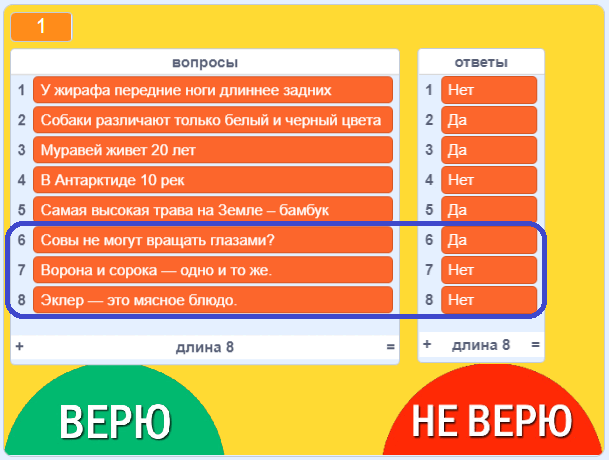 1
вопросы
1 У жирафа передние ноги длиннее задних
2 Собаки различают только белый и черный цвета
3 Муравей живет 20 лет
4 В Антарктиде 10 рек
5 Самая высокая трава на Земле – бамбук
6 Совы не могут вращать глазами?
7 Ворона и сорока — одно и то же.
8 Эклер — это мясное блюдо.
+ длина 8 =
ответы
1 Нет
2 Да
3 Да
4 Нет
5 Да
6 Да
7 Нет
8 Нет
+ длина 8 =
ВЕРЮ
НЕ ВЕРЮ